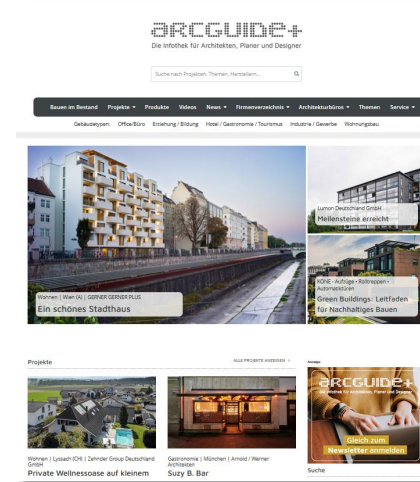 arcguide+
Die Infothek für Architekten, Planer und Designer
Suche nach Projekten, Themen, Herstellern...
Bauen im Bestand Projekte Produkte Videos News Firmenverzeichnis Architekturbüros Themen Service
Gebäudetypen: Office/Büro Erziehung / Bildung Hotel / Gastronomie / Tourismus Industrie / Gewerbe Wohnungsbau
Wohnen | Wien (A) | GERNER GERNER PLUS
Ein schönes Stadthaus
Lumon Deutschland GmbH
Meilensteine erreicht
KONE - Aufzüge • Rolltreppen •
Automatiktüren
Green Buildings: Leitfaden
für Nachhaltiges Bauen
Projekte
ALLE PROJEKTE ANZEIGEN
Wohnen | Lyssach (CH) | Zehnder Group Deutschland
GmbH
Private Wellnessoase auf kleinem
Gastronomie | München | Arnold / Werner
Architekten
Suzy B. Bar
Anzeige
arcguide+
Die Infothek für Architekten, Planer und Designer
Gleich zum
Newsletter anmelden
Suche